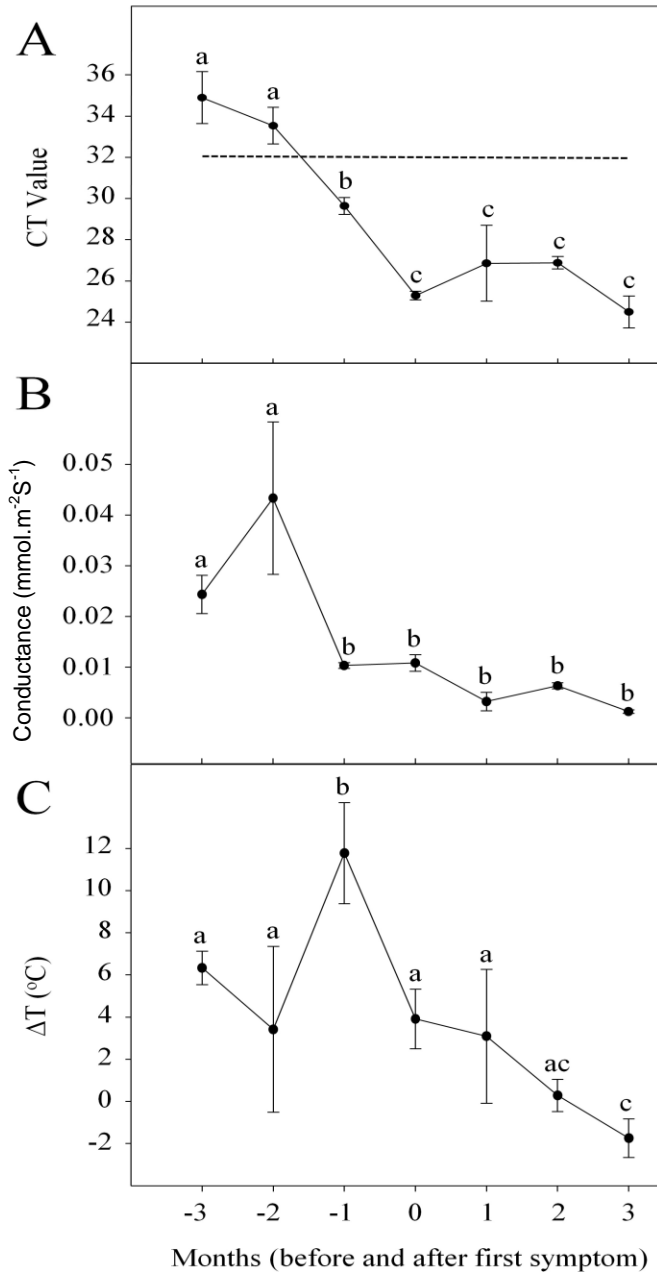 A
a
a
36
34
32
b
30
c
c
c
28
c
26
24
CT Value
B
a
0.05
0.04
a
0.03
0.02
b
b
b
b
b
0.01
0.00
Conductance (mmol.m-2S-1)
C
b
12
10
a
a
8
a
a
6
4
ac
2
c
0
-2
ΔT (ºC)
-3 -2 -1 0 1 2 3
Months (before and after first symptom)